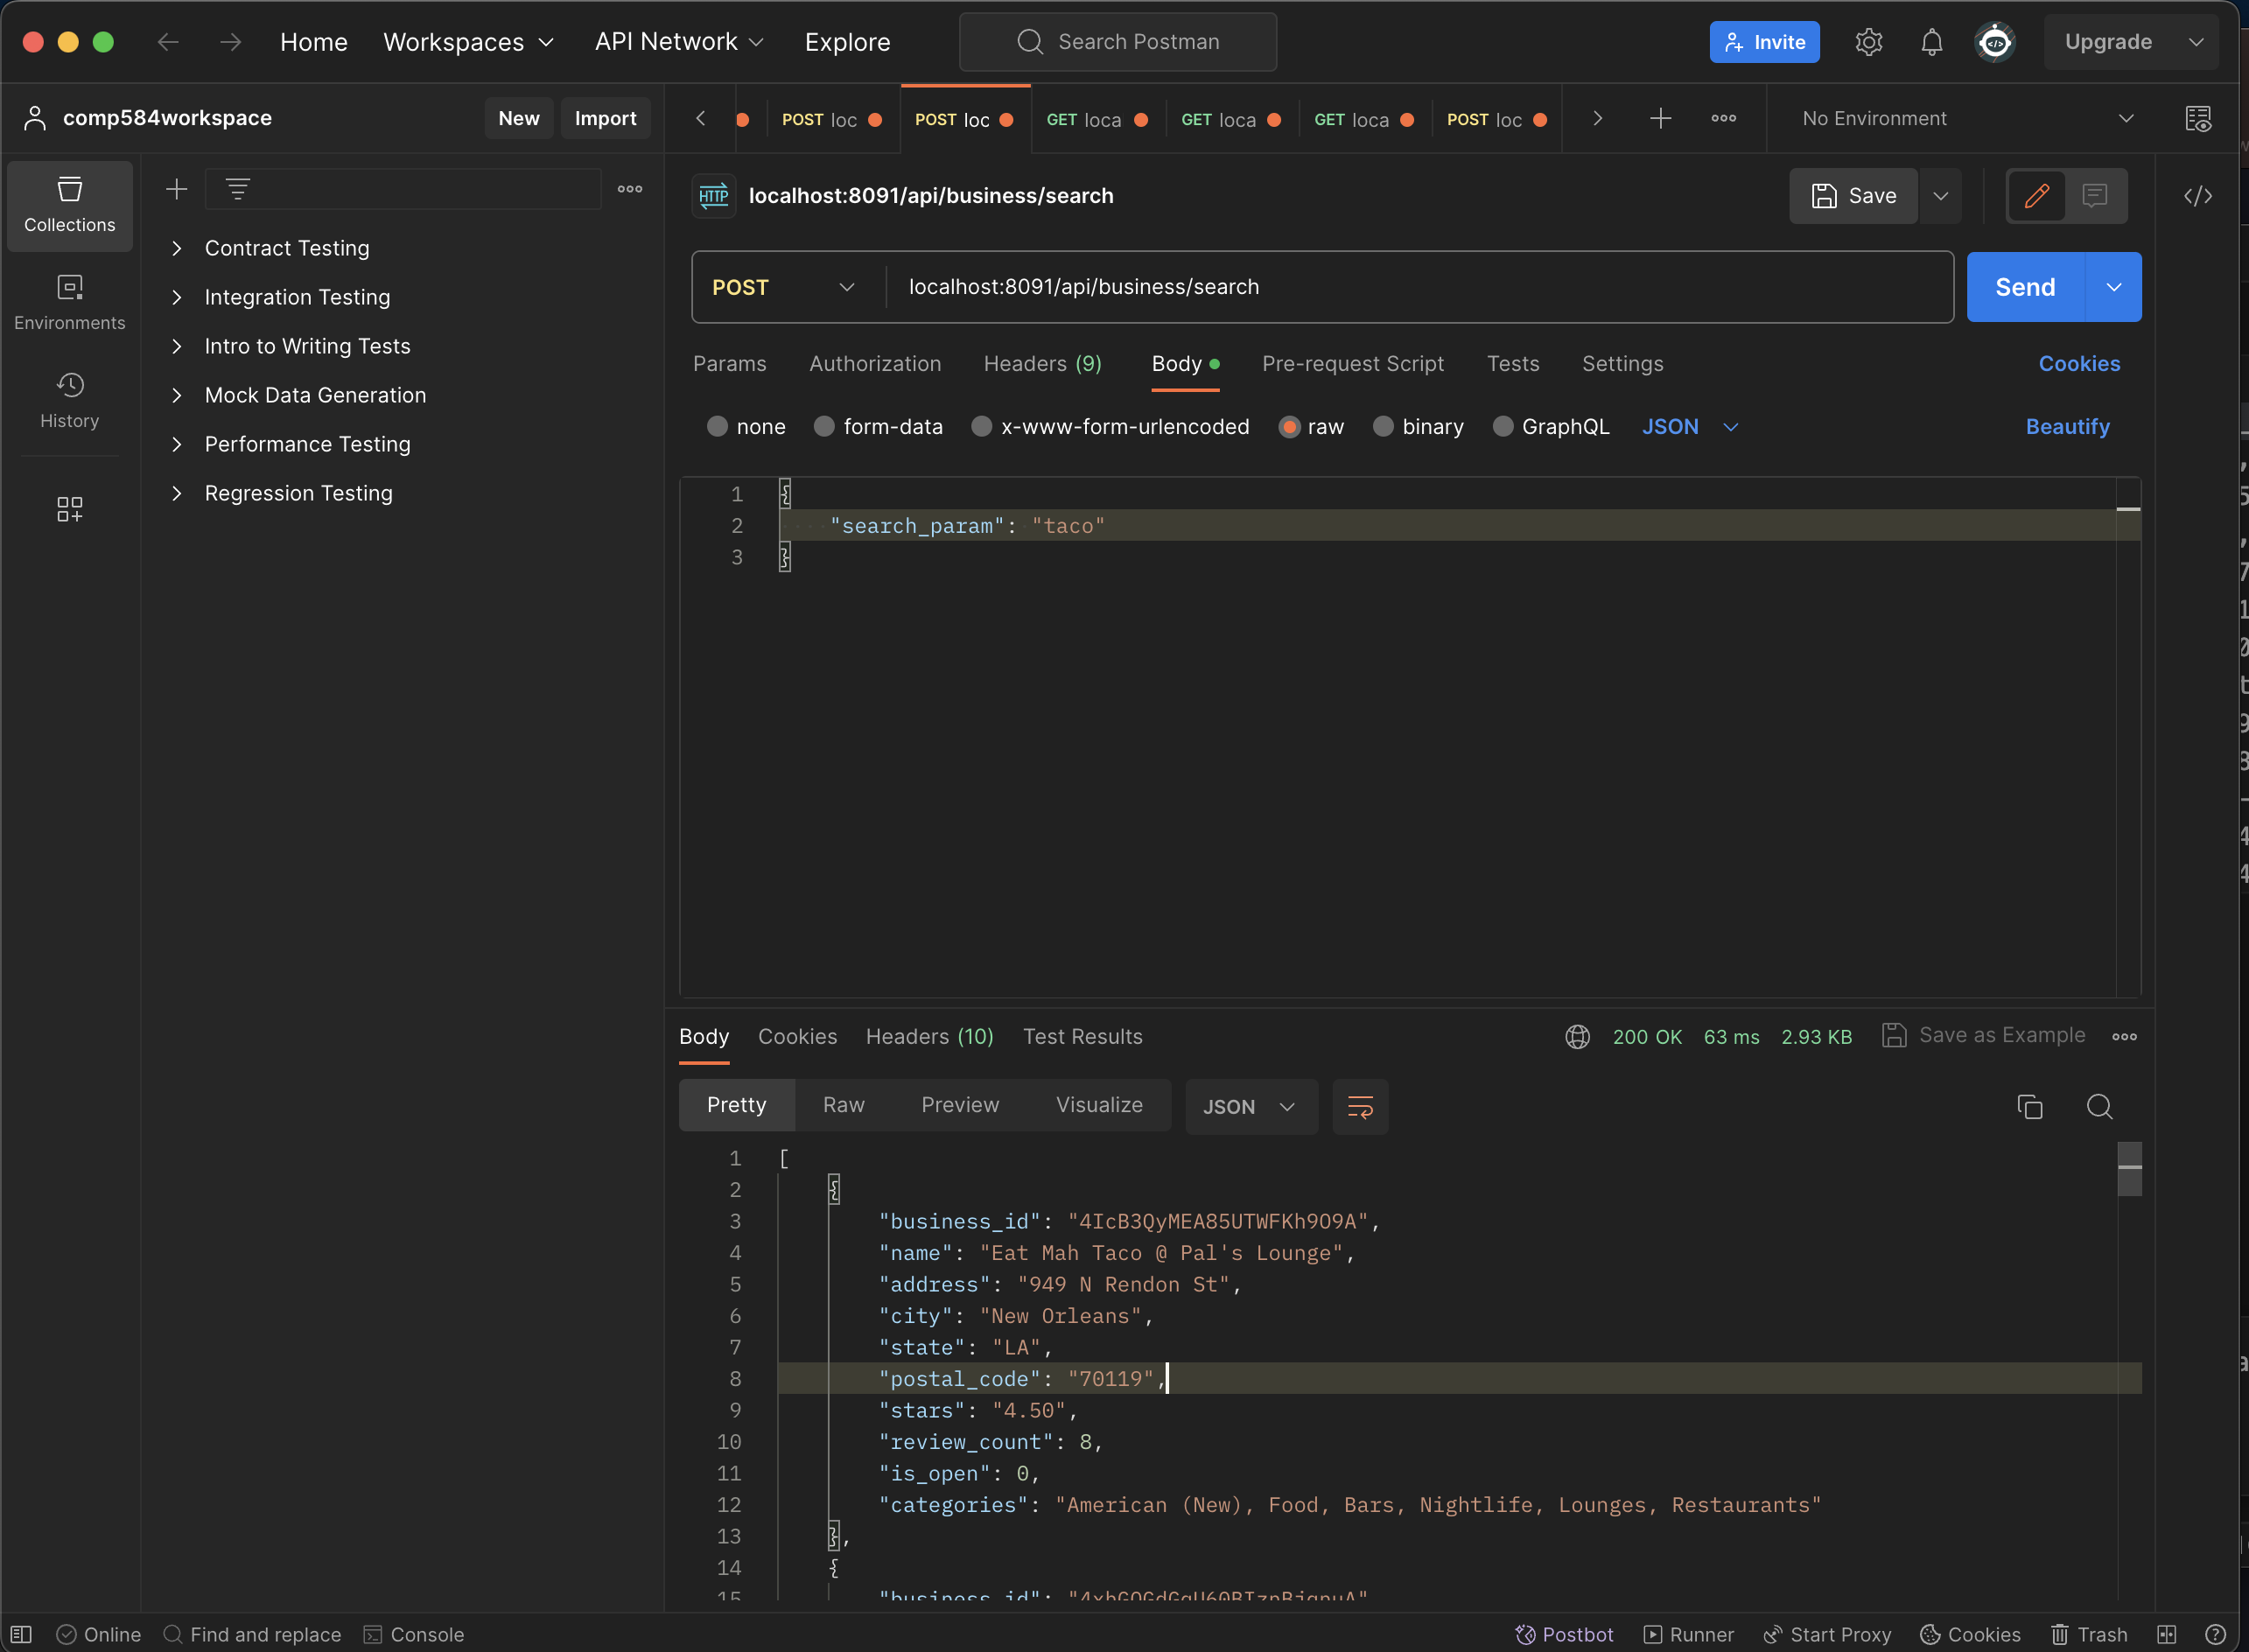 Home Workspaces API Network Explore Search Postman Invite Upgrade
comp584workspace New Import POST loc POST loc GET loca GET loca GET loca POST loc No Environment
Collections
Environments
History
Contract Testing
Integration Testing
Intro to Writing Tests
Mock Data Generation
Performance Testing
Regression Testing
HTTP localhost:8091/api/business/search Save
POST localhost:8091/api/business/search Send
Params Authorization Headers (9) Body Pre-request Script Tests Settings Cookies
none form-data x-www-form-urlencoded raw binary GraphQL JSON Beautify
1 {
2 "search_param": "taco"
3 }
Body Cookies Headers (10) Test Results 200 OK 63 ms 2.93 KB Save as Example
Pretty Raw Preview Visualize JSON
1 [
2 {
3 "business_id": "4IcB3QyMEA85UTWFKh9O9A",
4 "name": "Eat Mah Taco @ Pal's Lounge",
5 "address": "949 N Rendon St",
6 "city": "New Orleans",
7 "state": "LA",
8 "postal_code": "70119",
9 "stars": "4.50",
10 "review_count": 8,
11 "is_open": 0,
12 "categories": "American (New), Food, Bars, Nightlife, Lounges, Restaurants"
13 },
14 {
15 "business_id":
Online Find and replace Console Postbot Runner Start Proxy Cookies Trash